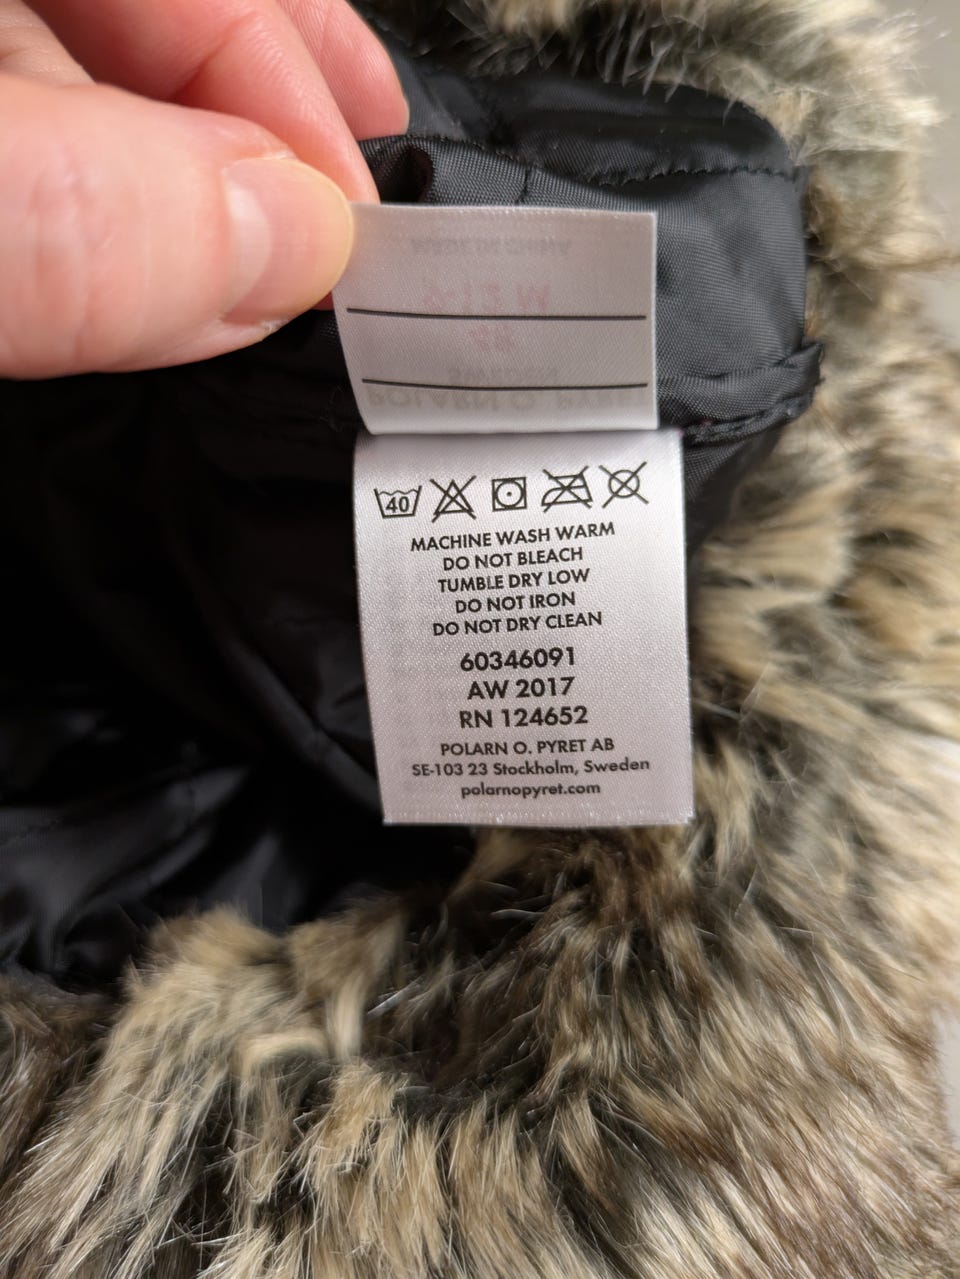 40
MACHINE WASH WARM
DO NOT BLEACH
TUMBLE DRY LOW
DO NOT IRON
DO NOT DRY CLEAN
60346091
AW 2017
RN 124652
POLARN O. PYRET AB
SE-103 23 Stockholm, Sweden
polarnopyret.com